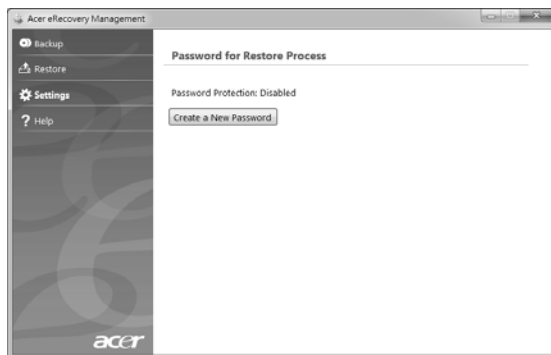 Acer eRecovery Management
Backup
Restore
Settings
Help
Password for Restore Process
Password Protection: Disabled
Create a New Password
acer